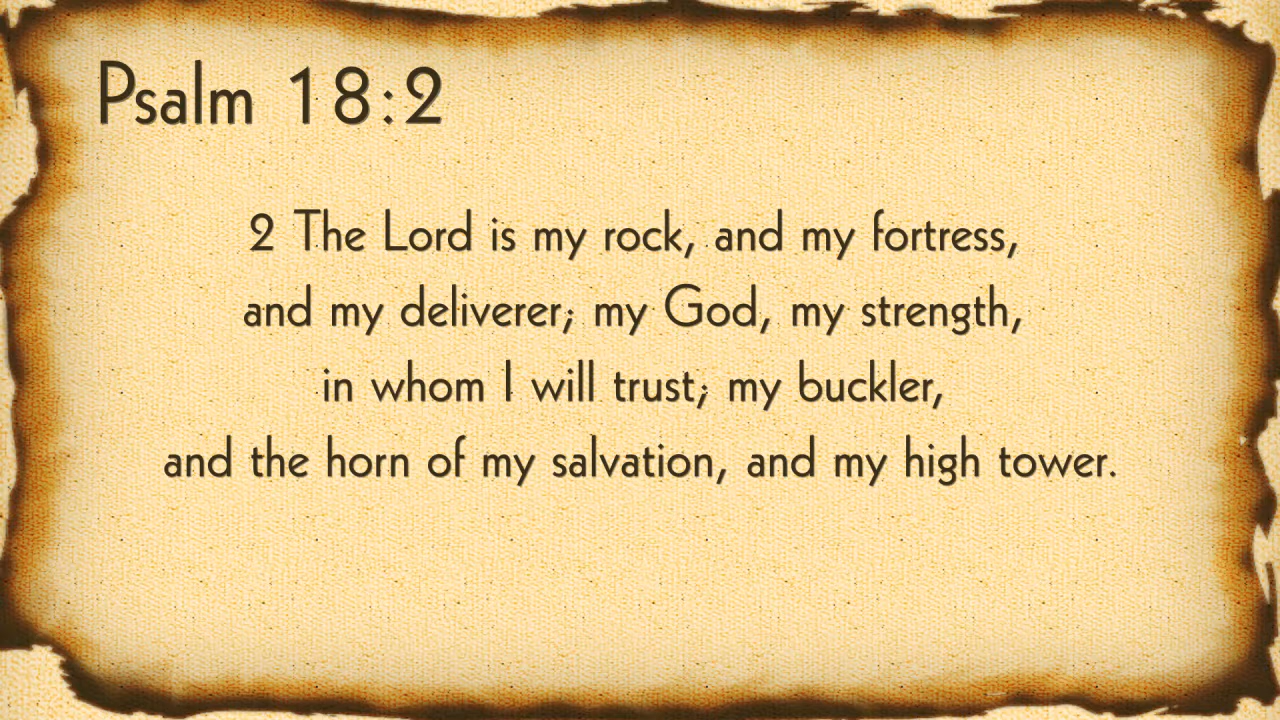 Psalm 18:2
2 The Lord is my rock, and my fortress,
and my deliverer; my God, my strength,
in whom I will trust; my buckler,
and the horn of my salvation, and my high tower.